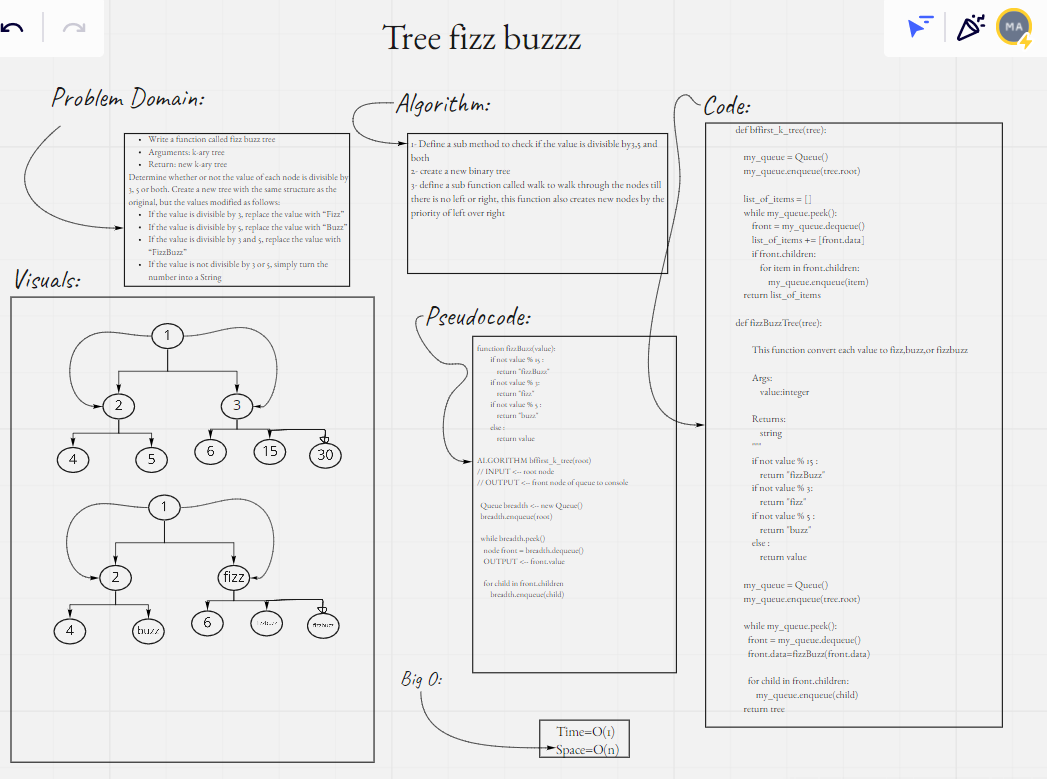 Tree fizz buzzz
MA
Problem Domain:
Write a function called fizz buzz tree
Arguments: k-ary tree
Return: new k-ary tree
Determine whether or not the value of each node is divisible by
3, 5 or both. Create a new tree with the same structure as the
original, but the values modified as follows:
If the value is divisible by 3, replace the value with “Fizz”
If the value is divisible by 5, replace the value with “Buzz”
If the value is divisible by 3 and 5, replace the value with
“FizzBuzz”
If the value is not divisible by 3 or 5, simply turn the
number into a String
Visuals:
1
2
3
4
5
6
15
30
1
2
fizz
4
buzz
6
fizzbuzz
Algorithm:
1- Define a sub method to check if the value is divisible by3,5 and
both
2- create a new binary tree
3- define a sub function called walk to walk through the nodes till
there is no left or right, this function also creates new nodes by the
priority of left over right
Pseudocode:
function fizzBuzz(value):
if not value % 15 :
return "fizzBuzz"
if not value % 3:
return "fizz"
if not value % 5 :
return "buzz"
else :
return value
ALGORITHM bffirst_k_tree(root)
// INPUT <-- root node
// OUTPUT <-- front node of queue to console
Queue breadth <-- new Queue()
breadth.enqueue(root)
while breadth.peek()
node front = breadth.dequeue()
OUTPUT <-- front.value
for child in front.children
breadth.enqueue(child)
Big O:
Time=O(1)
Space=O(n)
Code:
def bffirst_k_tree(tree):
my_queue = Queue()
my_queue.enqueue(tree.root)
list_of_items = []
while my_queue.peek():
front = my_queue.dequeue()
list_of_items += [front.data]
if front.children:
for item in front.children:
my_queue.enqueue(item)
return list_of_items
def fizzBuzzTree(tree):
This function convert each value to fizz,buzz,or fizzbuzz
Args:
value:integer
Returns:
string
"""
if not value % 15 :
return "fizzBuzz"
if not value % 3:
return "fizz"
if not value % 5 :
return "buzz"
else :
return value
my_queue = Queue()
my_queue.enqueue(tree.root)
while my_queue.peek():
front = my_queue.dequeue()
front.data=fizzBuzz(front.data)
for child in front.children:
my_queue.enqueue(child)
return tree